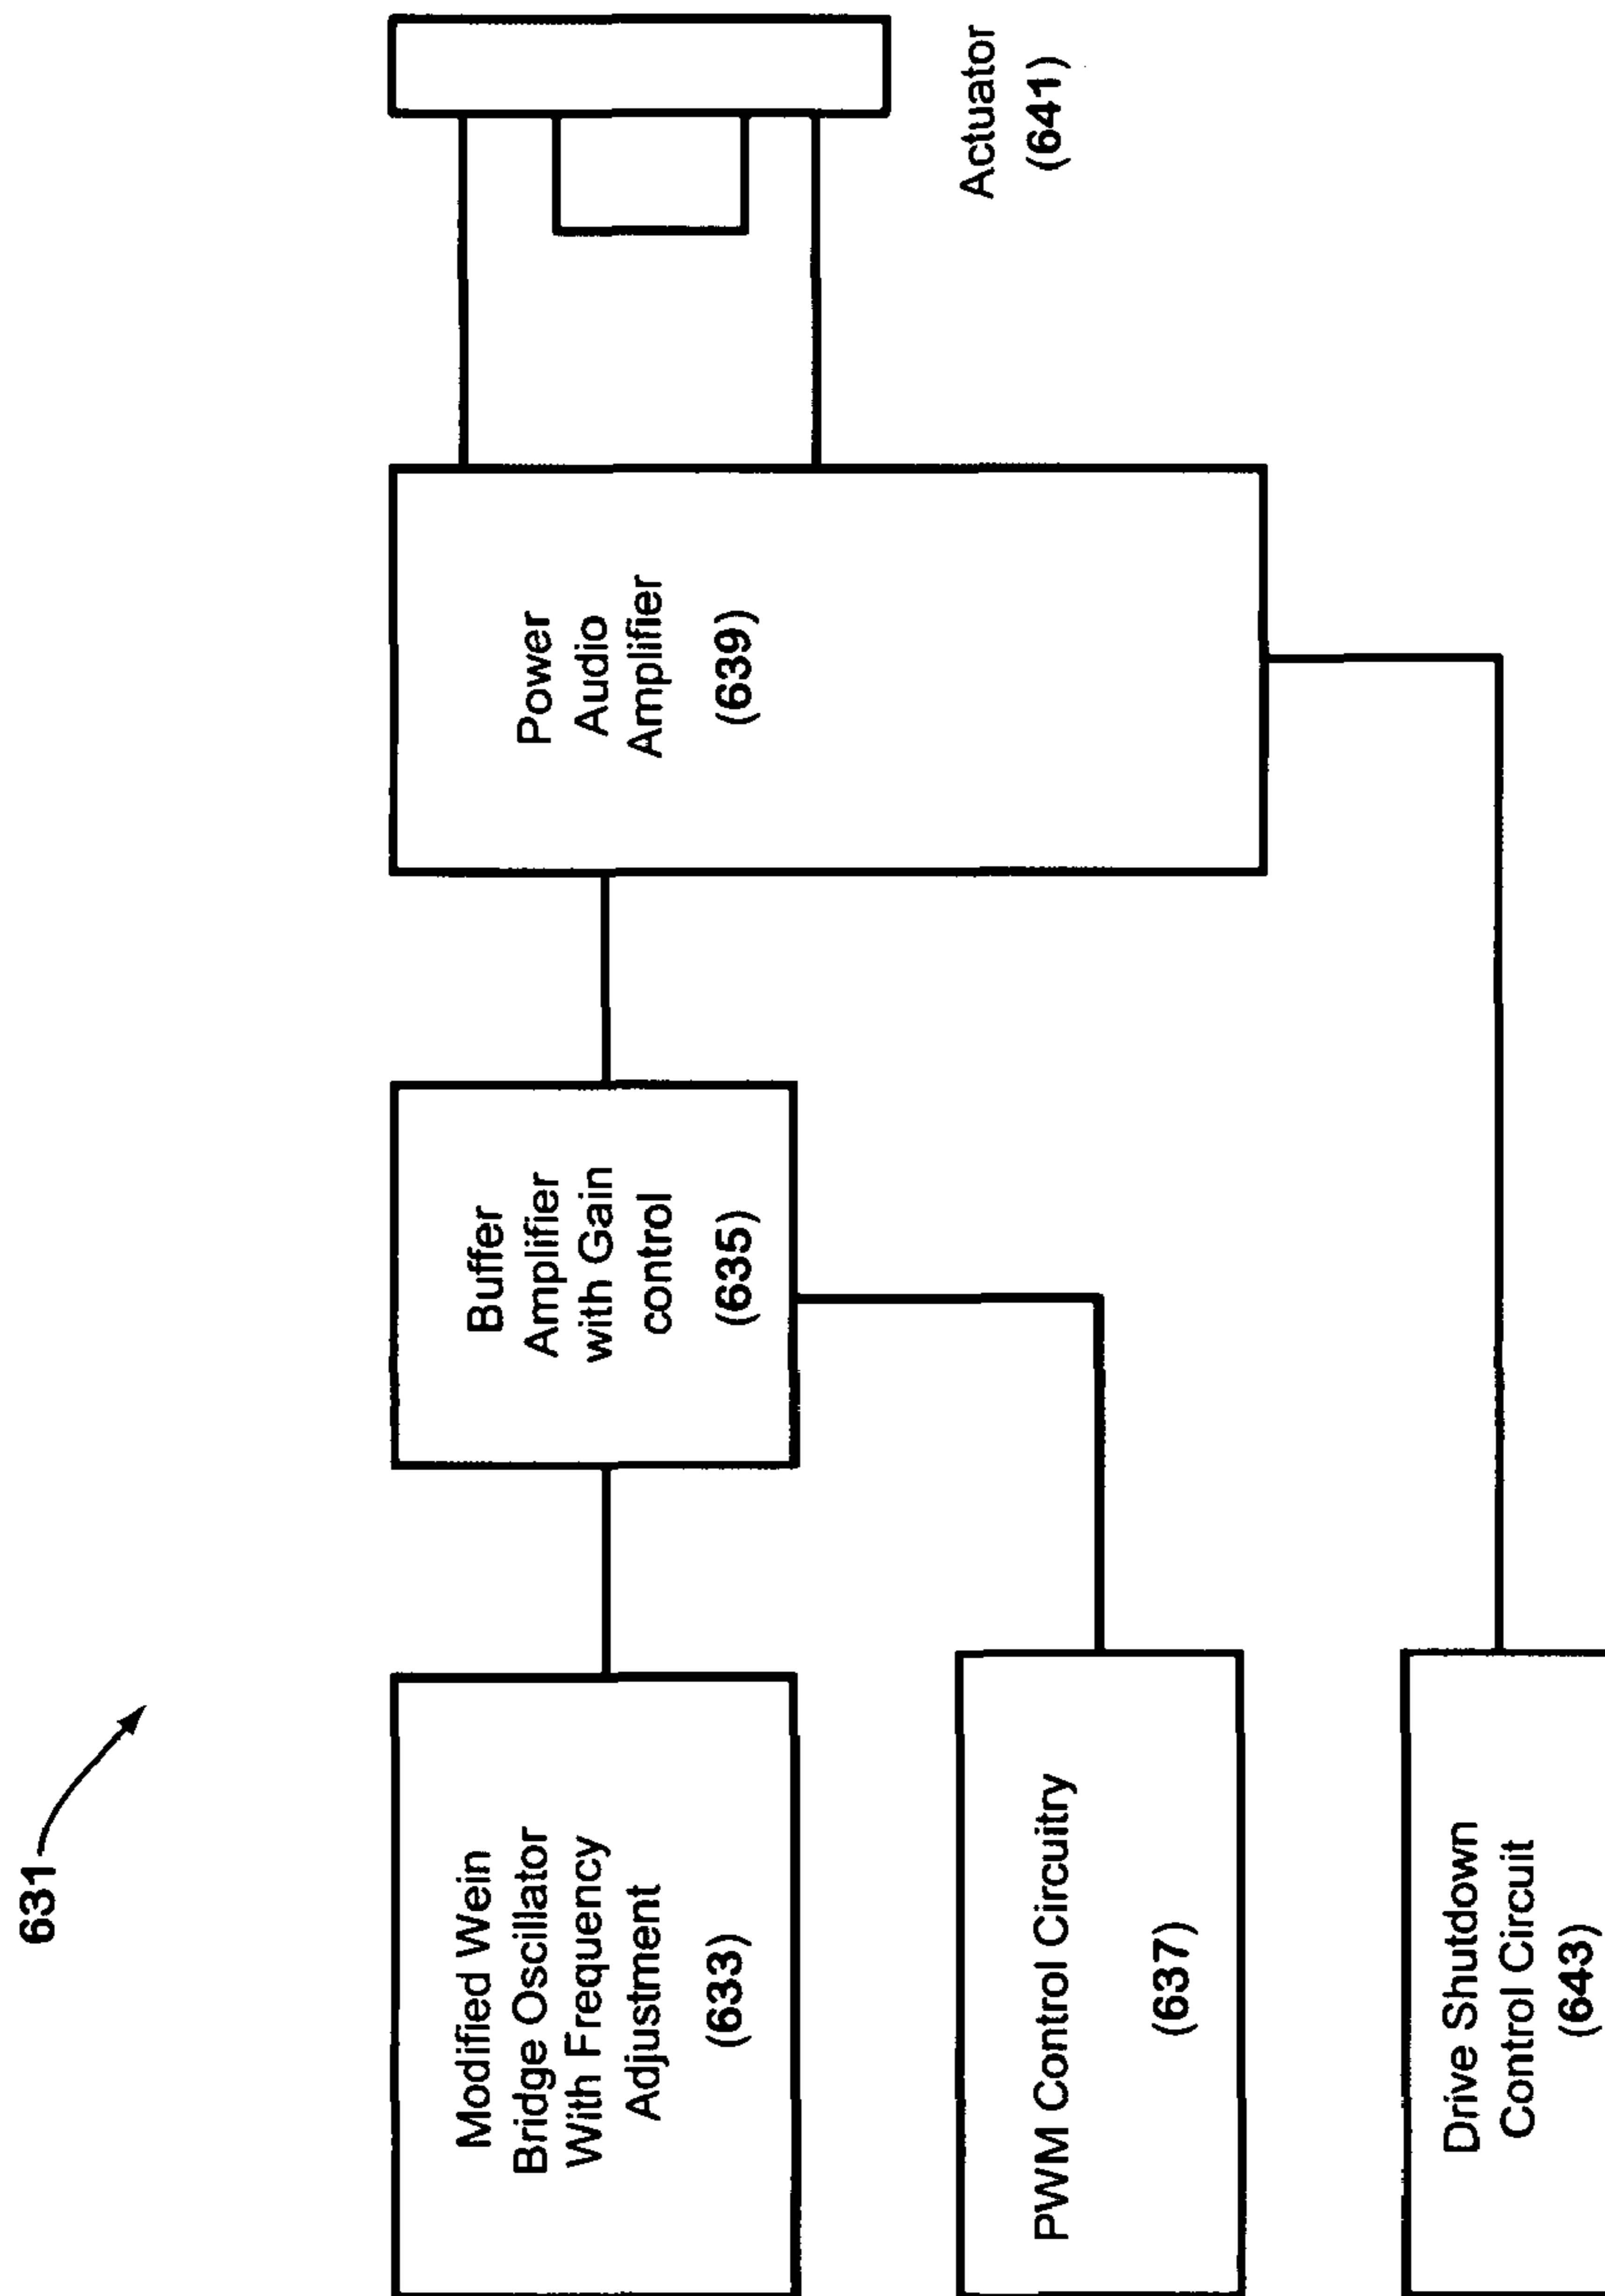 631
Modified Wein
Bridge Oscillator
With Frequency
Adjustment
(633)
Buffer
Amplifier
with Gain
control
(635)
Power
Audio
Amplifier
(639)
Actuator
(641)
PWM Control Circuitry
(637)
Drive Shutdown
Control Circuit
(643)